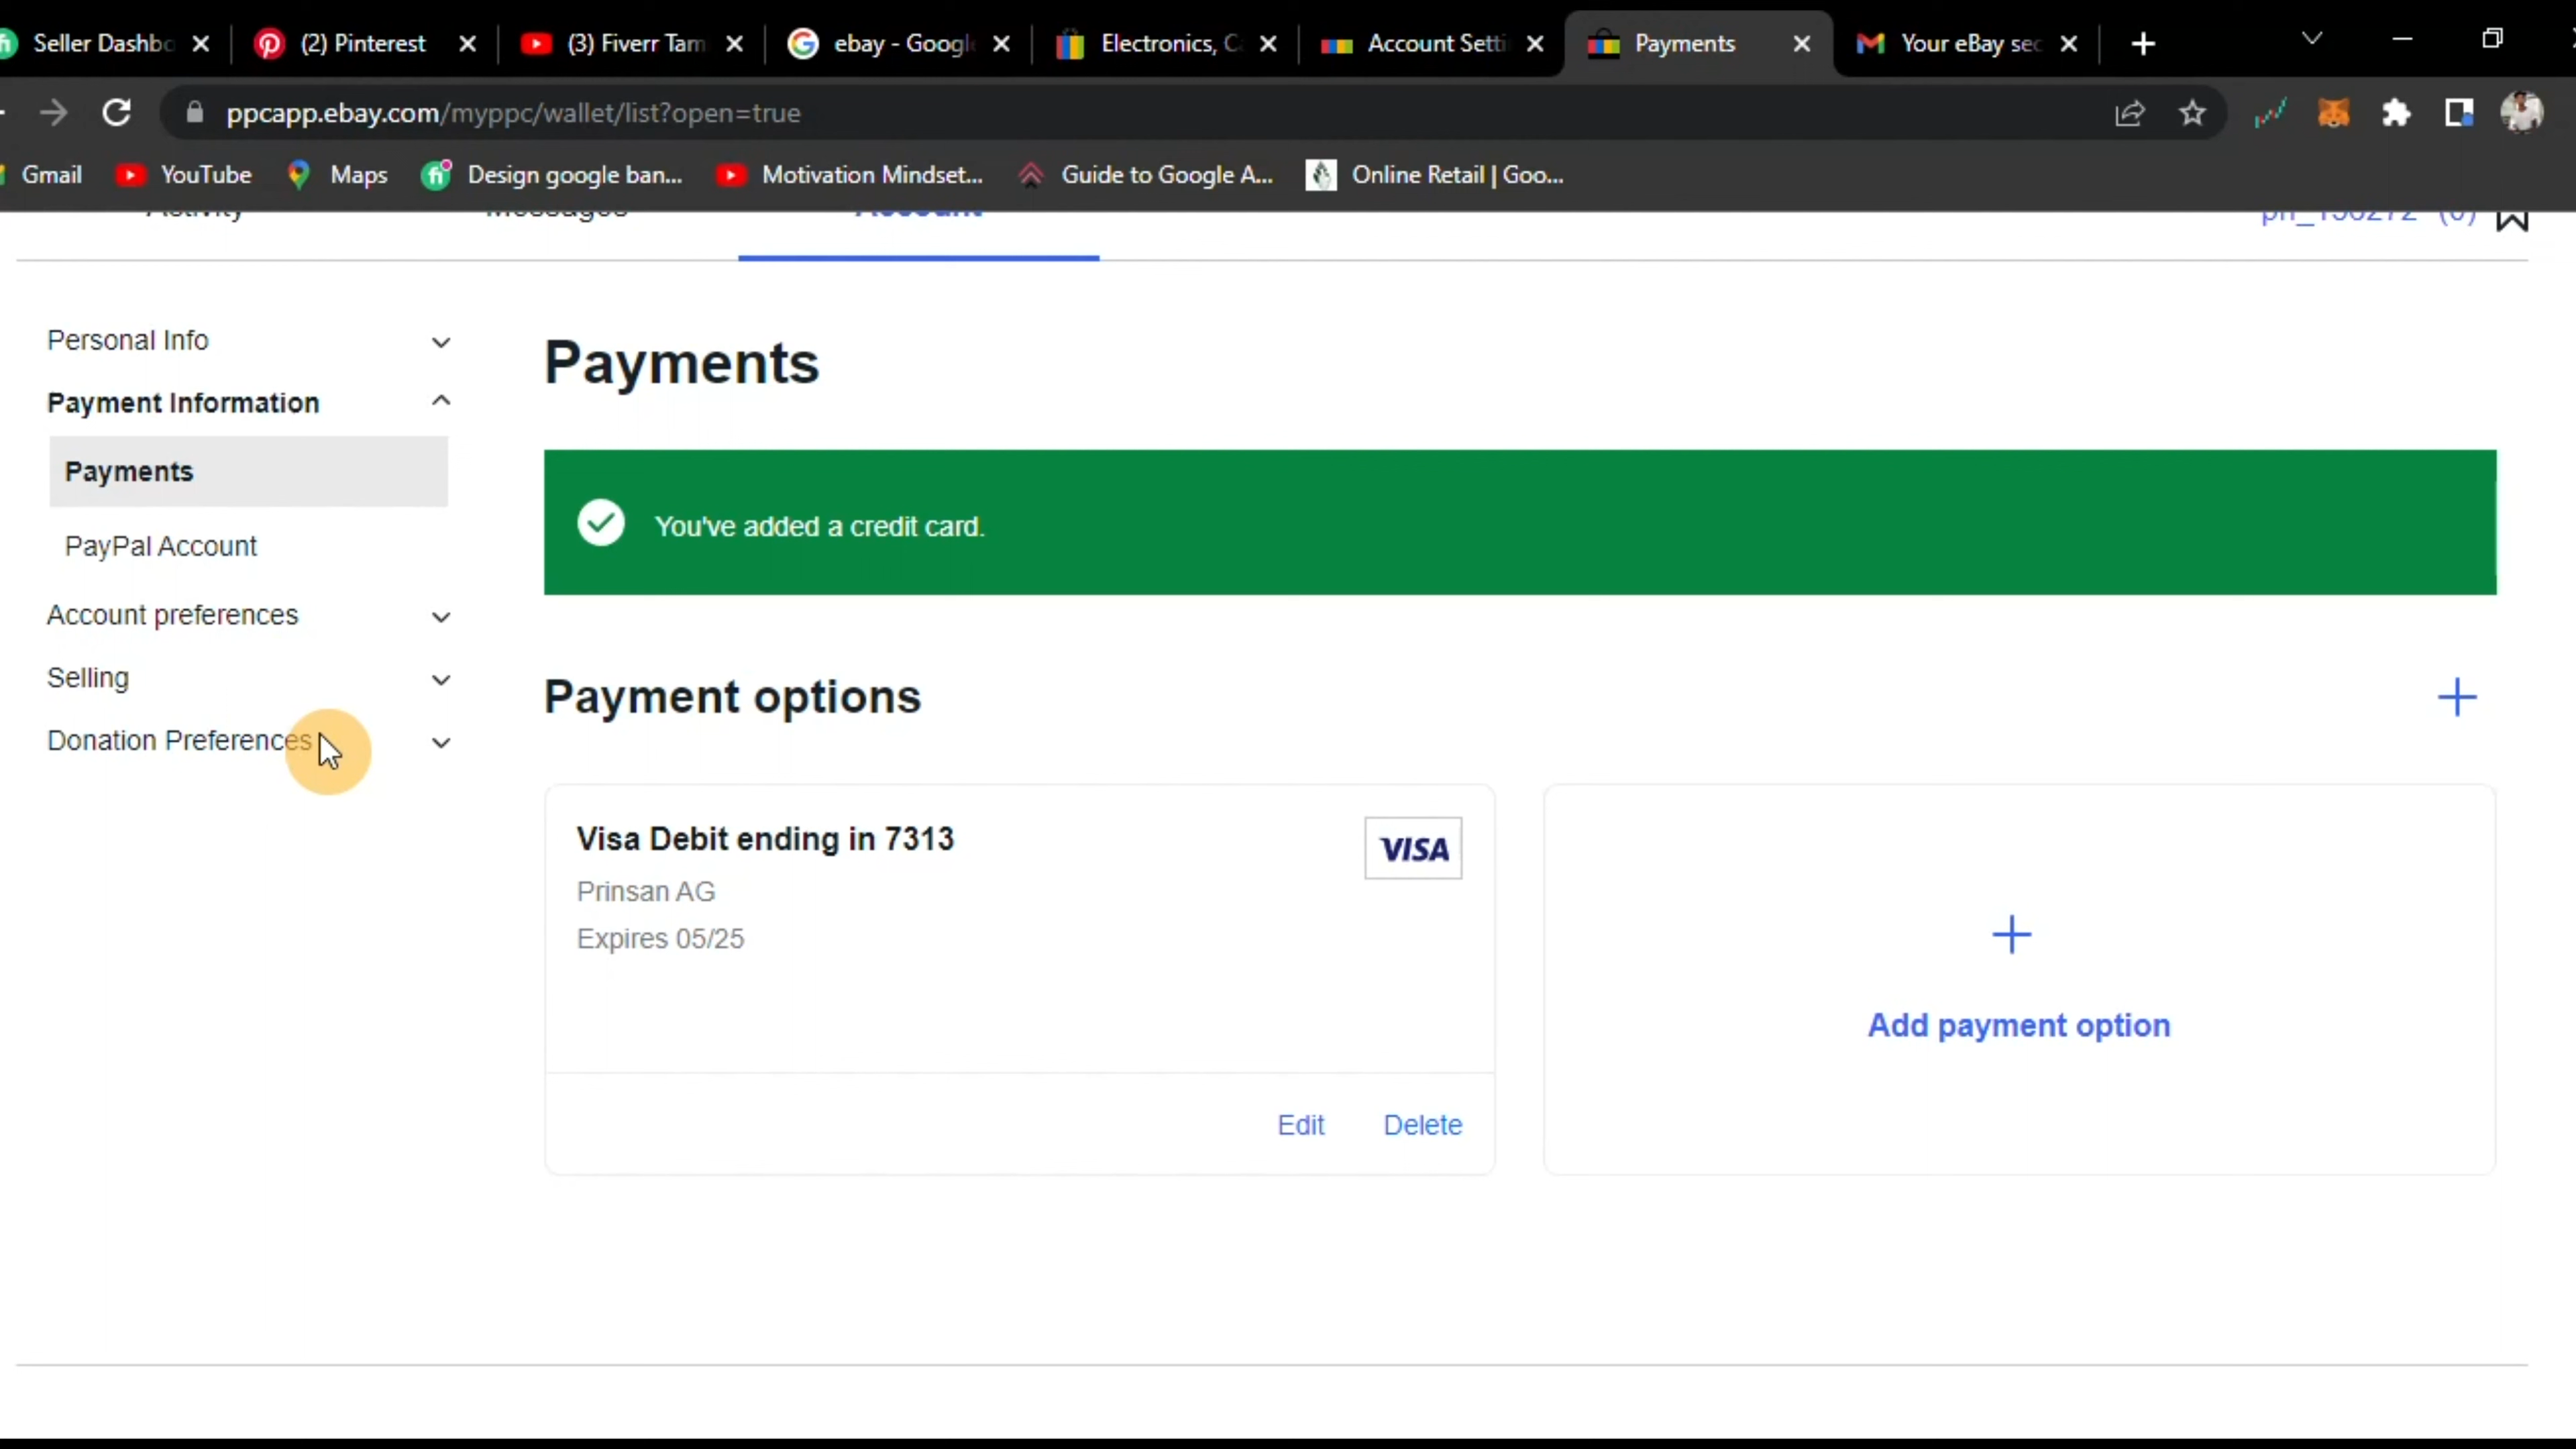 Seller Dashbo
(2) Pinterest
(3) Fiverr Tam
ebay - Googl
Electronics, C
Account Setti
Payments
Your eBay sec
ppcapp.ebay.com/myppc/wallet/list?open=true
Gmail
YouTube
Maps
Design google ban...
Motivation Mindset...
Guide to Google A...
Online Retail | Goo...
Activity
Messages
Account
Personal Info
Payment Information
Payments
PayPal Account
Account preferences
Selling
Donation Preferences
Payments
You've added a credit card.
Payment options
Visa Debit ending in 7313
VISA
Prinsan AG
Expires 05/25
Edit
Delete
Add payment option